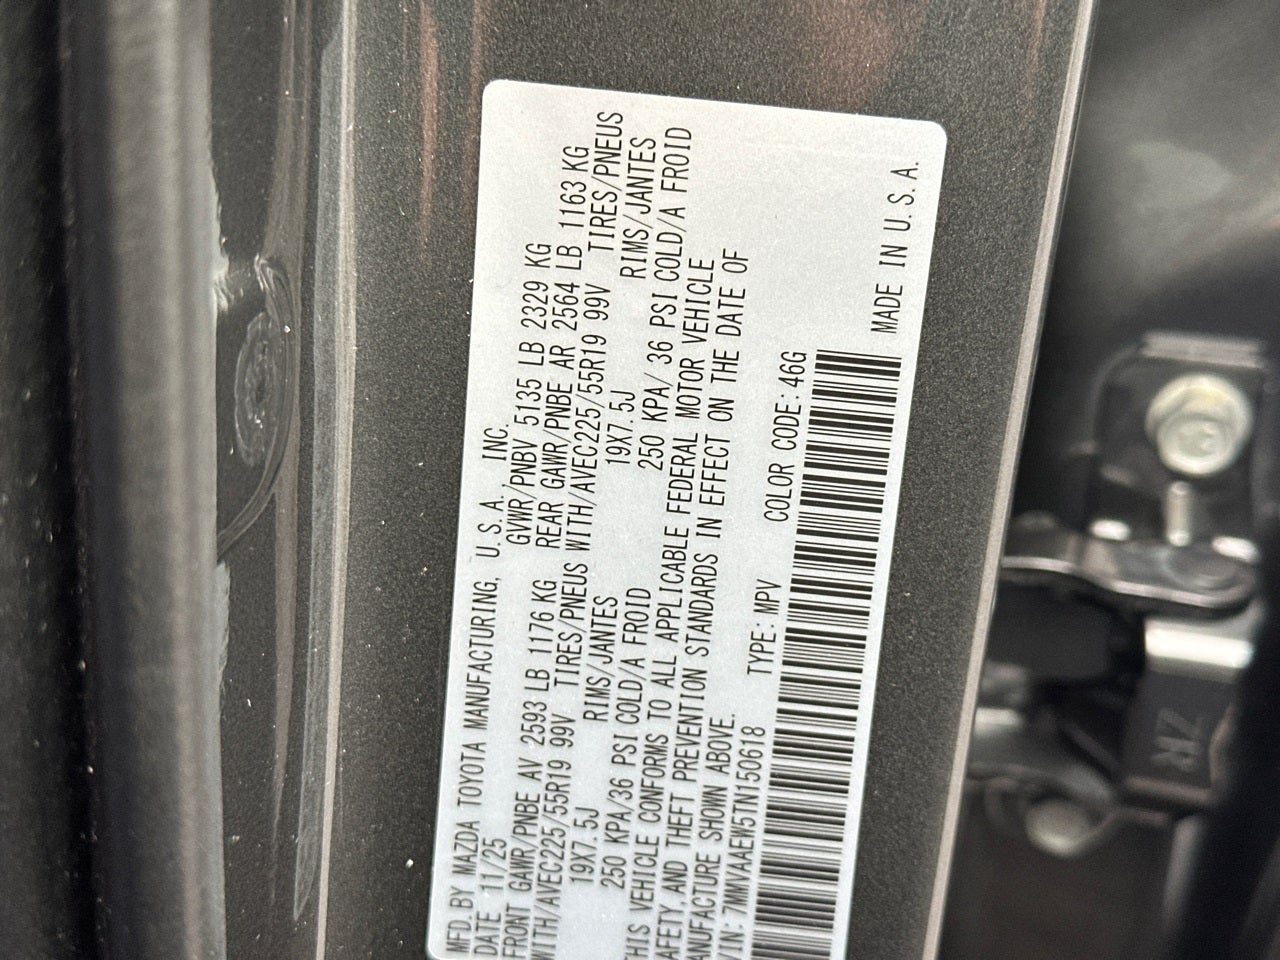 MFD. BY MAZDA TOYOTA MANUFACTURING, U.S.A. INC.
DATE 11/25 GVWR/PNBV 5135 LB 2329 KG
FRONT GAWR/PNBE AV 2593 LB 1176 KG REAR GAWR/PNBE AR 2564 LB 1163 KG
WITH/AVEC225/55R19 99V TIRES/PNEUS WITH/AVEC225/55R19 99V TIRES/PNEUS
19X7.5J RIMS/JANTES 19X7.5J RIMS/JANTES
250 KPA/36 PSI COLD/A FROID 250 KPA/ 36 PSI COLD/A FROID
THIS VEHICLE CONFORMS TO ALL APPLICABLE FEDERAL MOTOR VEHICLE
AFETY, AND THEFT PREVENTION STANDARDS IN EFFECT ON THE DATE OF
ANUFACTURE SHOWN ABOVE.
VIN: 7MMVAAEW5TN150618 TYPE: MPV COLOR CODE: 46G
MADE IN U.S.A.